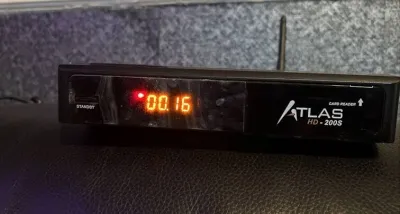 CARD READER
00.16
STANDBY
ATLAS
HD - 200S